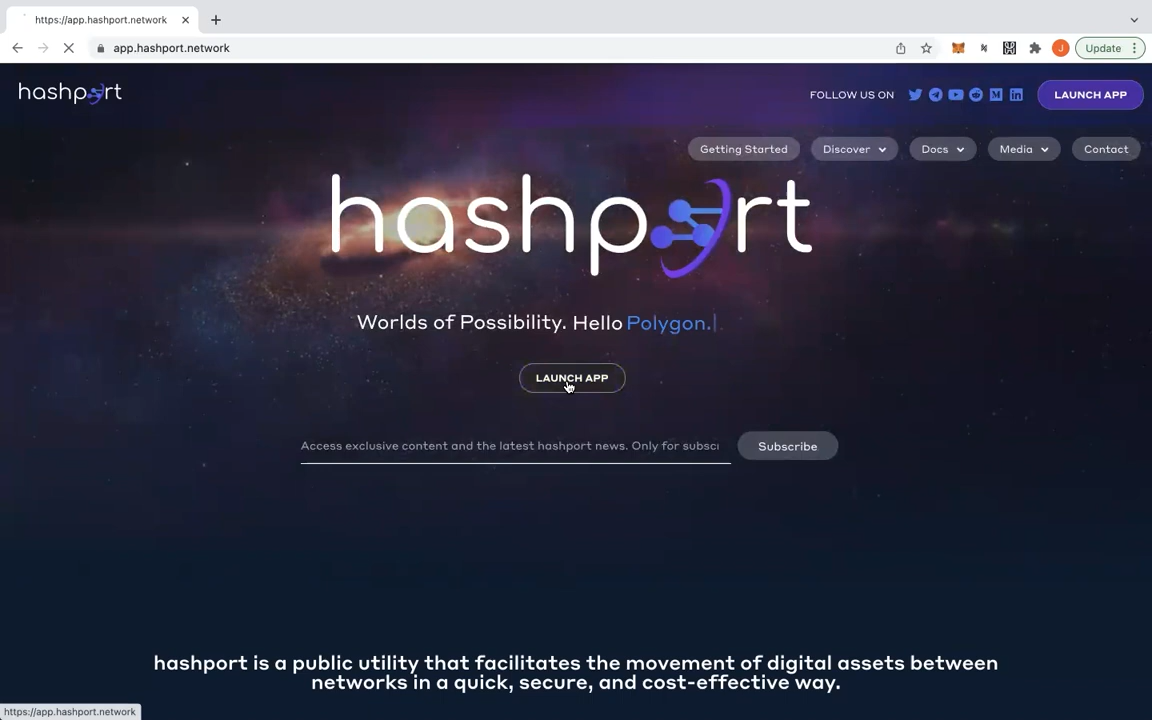 https://app.hashport.network
app.hashport.network
J
Update
hashport
FOLLOW US ON
LAUNCH APP
Getting Started
Discover
Docs
Media
Contact
hashport
Worlds of Possibility. Hello Polygon.
LAUNCH APP
Access exclusive content and the latest hashport news. Only for subsc
Subscribe
hashport is a public utility that facilitates the movement of digital assets between
networks in a quick, secure, and cost-effective way.
https://app.hashport.network